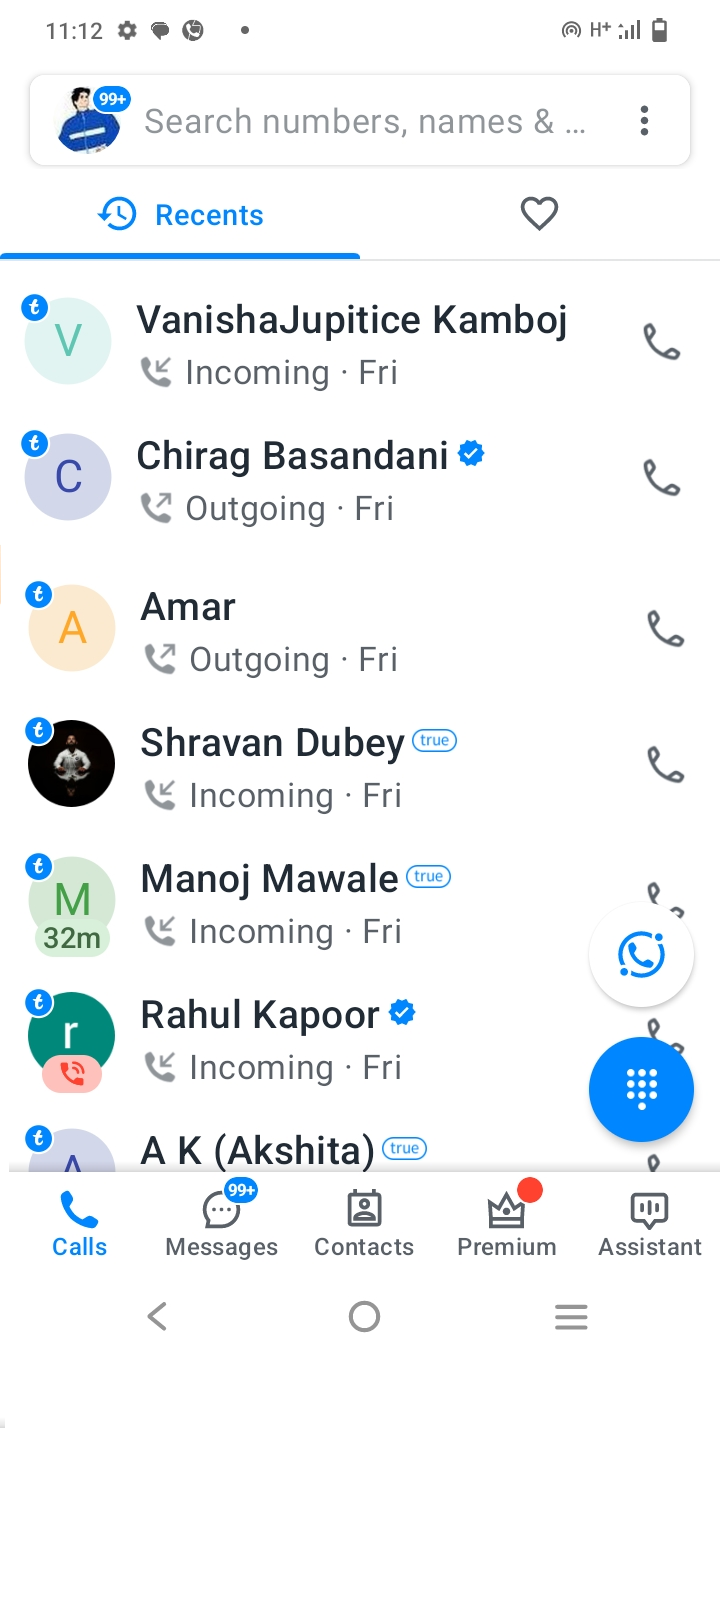 11:12
H+
99+
Search numbers, names & ...
Recents
t
V
VanishaJupitice Kamboj
Incoming · Fri
t
C
Chirag Basandani
Outgoing · Fri
t
A
Amar
Outgoing · Fri
t
Shravan Dubey true
Incoming · Fri
t
M
32m
Manoj Mawale true
Incoming · Fri
t
r
Rahul Kapoor
Incoming · Fri
t
A
A K (Akshita) true
99+
Calls
Messages
Contacts
Premium
Assistant